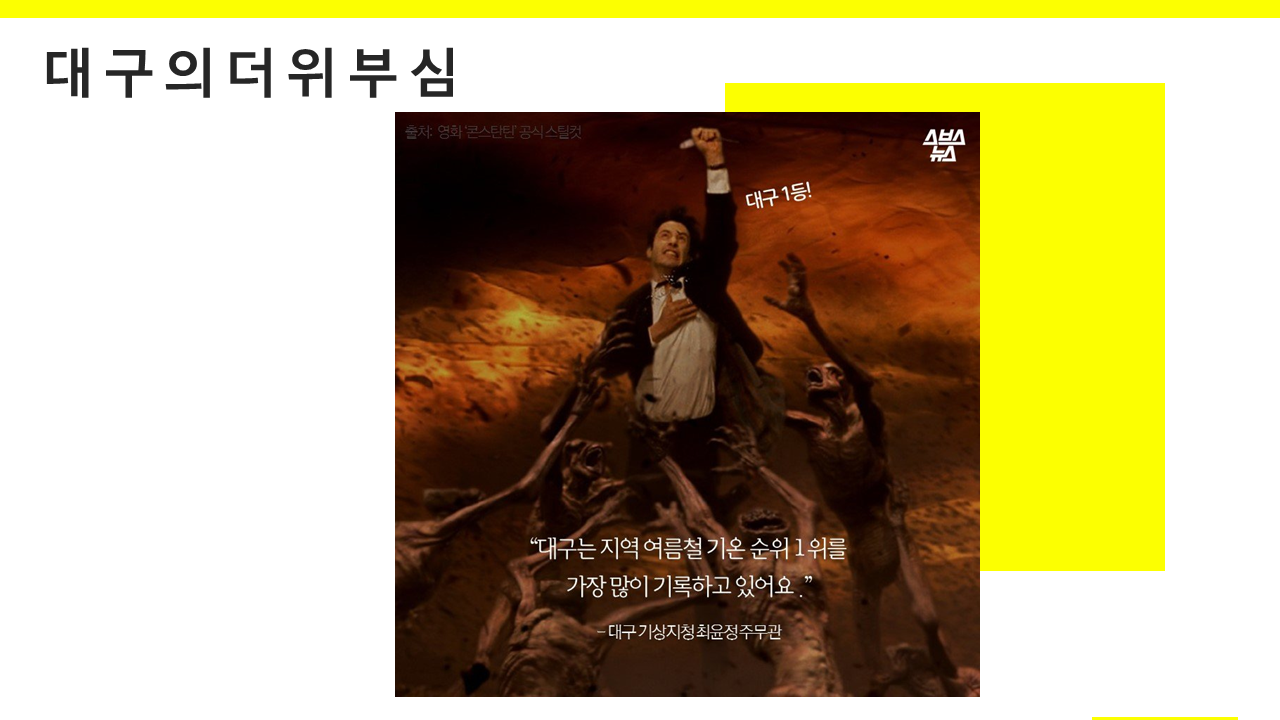 대구의더위부심
출처: 영화 '콘스탄틴' 공식 스틸컷
스브스
뉴스
대구 1등!
“대구는 지역 여름철 기온 순위 1위를
가장 많이 기록하고 있어요.”
– 대구 기상지청 최윤정 주무관